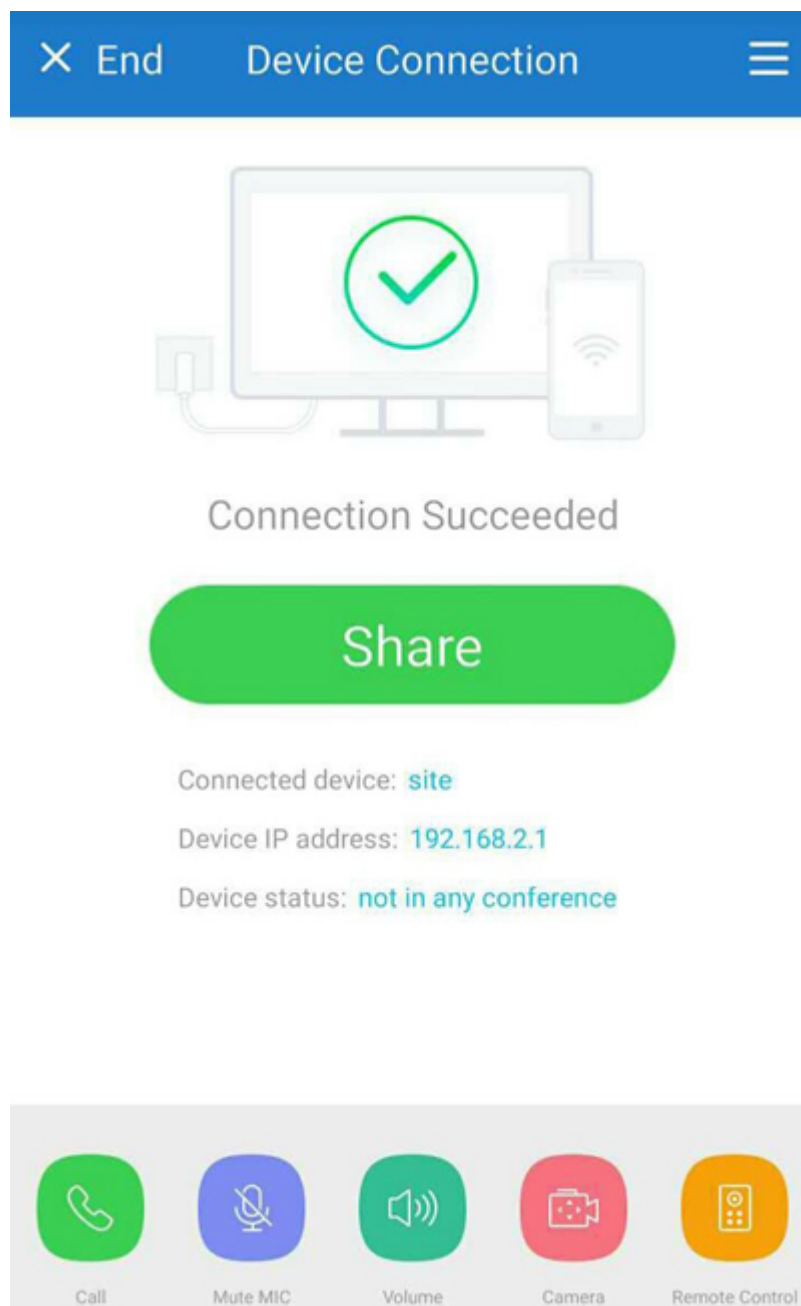 End Device Connection
Connection Succeeded
Share
Connected device: site
Device IP address: 192.168.2.1
Device status: not in any conference
Call Mute MIC Volume Camera Remote Control